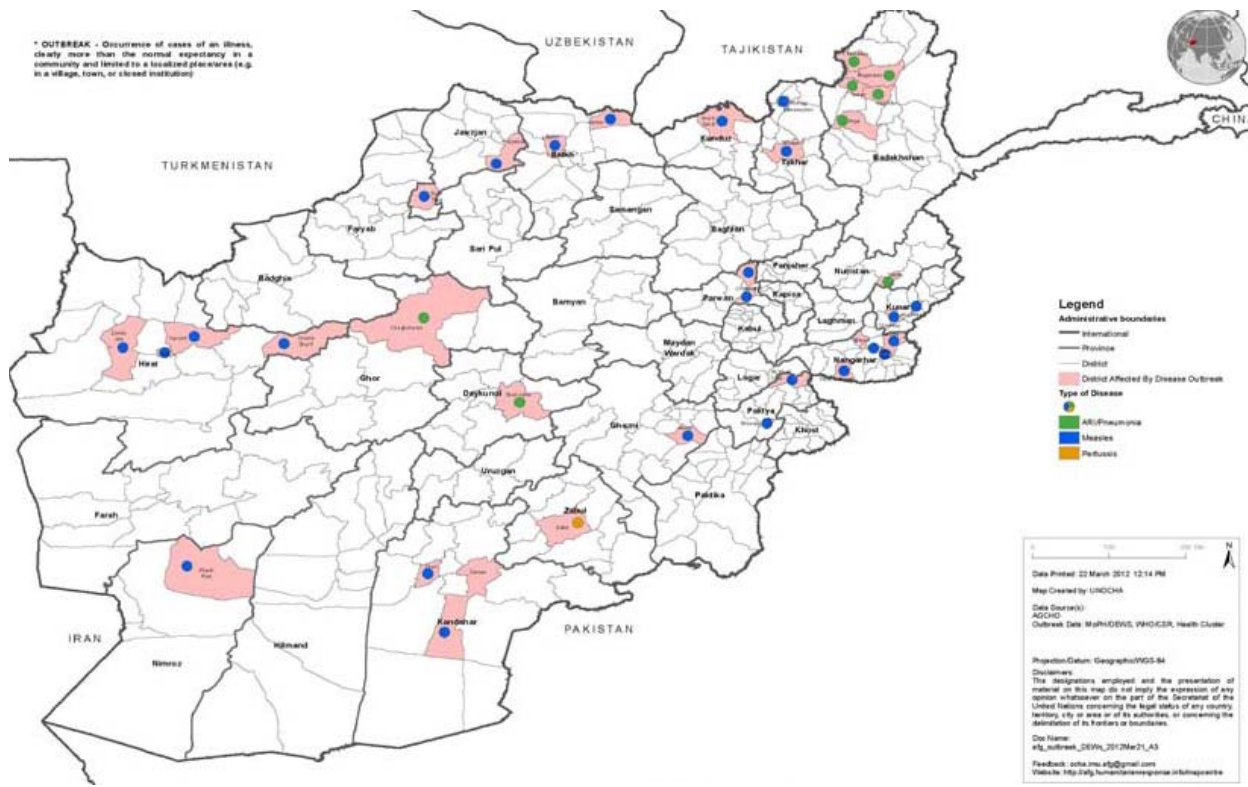 * OUTBREAK - Occurrence of cases of an illness,
clearly more than the normal expectancy in a
community and limited to a localized place/area (e.g.
in a village, town, or closed institution)
UZBEKISTAN
TAJIKISTAN
CHINA
TURKMENISTAN
Jawzjan
Balkh
Kunduz
Takhar
Badakhshan
Faryab
Sari Pul
Samangan
Baghlan
Badghis
Bamyan
Panjsher
Nuristan
Parwan
Kapisa
Kunar
Laghman
Kabul
Maydan
Wardak
Nangarhar
Logar
Hirat
Ghor
Daykundi
Ghazni
Paktya
Khost
Uruzgan
Paktika
Farah
Zabul
Kandahar
Hilmand
Nimroz
IRAN
PAKISTAN
Legend
Administrative boundaries
International
Province
District
District Affected By Disease Outbreak
Type of Disease
ARI/Pneumonia
Measles
Pertussis
N
Date Printed: 22 March 2012 12:14 PM
Map Created by: UNOCHA
Data Source(s):
AGCHO
Outbreak Data: MoPH/DEWS, WHO/CSR, Health Cluster
Projection/Datum: Geographic/WGS-84
Disclaimers:
The designations employed and the presentation of
material on this map do not imply the expression of any
opinion whatsoever on the part of the Secretariat of the
United Nations concerning the legal status of any country,
territory, city or area or of its authorities, or concerning the
delimitation of its frontiers or boundaries.
Doc Name:
afg_outbreak_DEWs_2012Mar21_A3
Feedback: ocha.imu.afg@gmail.com
Website: http://afg.humanitarianresponse.info/mapcentre